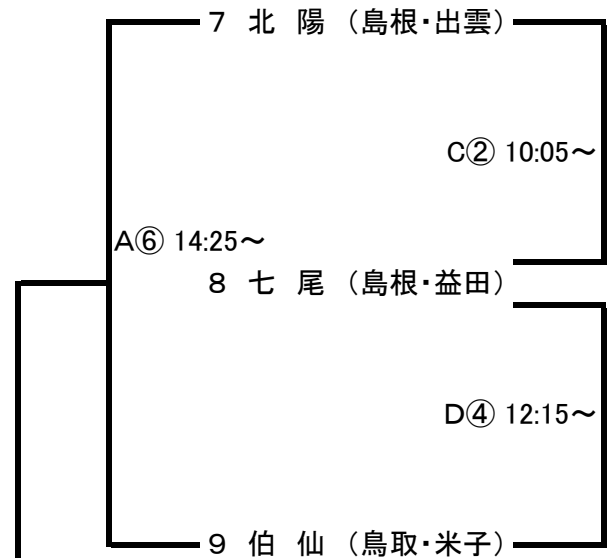 7 北 陽 （島根・出雲）
C② 10:05～
A⑥ 14:25～
8 七 尾 （島根・益田）
D④ 12:15～
9 伯 仙 （鳥取・米子）